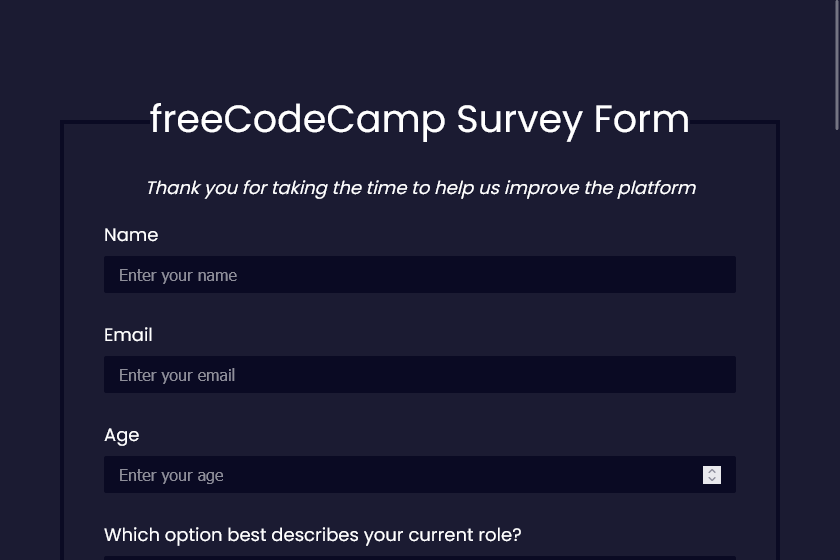 freeCodeCamp Survey Form
Thank you for taking the time to help us improve the platform
Name
Enter your name
Email
Enter your email
Age
Enter your age
Which option best describes your current role?